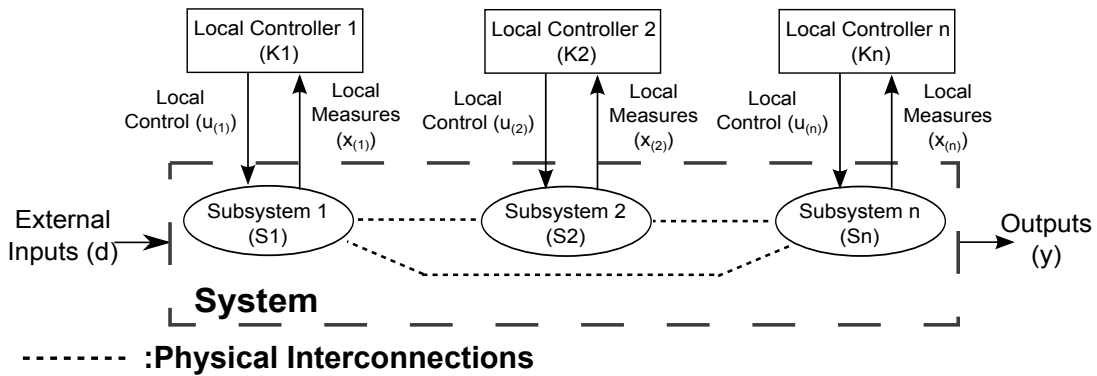 Local Controller 1
(K1)
Local Controller 2
(K2)
Local Controller n
(Kn)
Local
Control (u(1))
Local
Measures
(x(1))
Local
Control (u(2))
Local
Measures
(x(2))
Local
Control (u(n))
Local
Measures
(x(n))
External
Inputs (d)
Subsystem 1
(S1)
Subsystem 2
(S2)
Subsystem n
(Sn)
Outputs
(y)
System
:Physical Interconnections